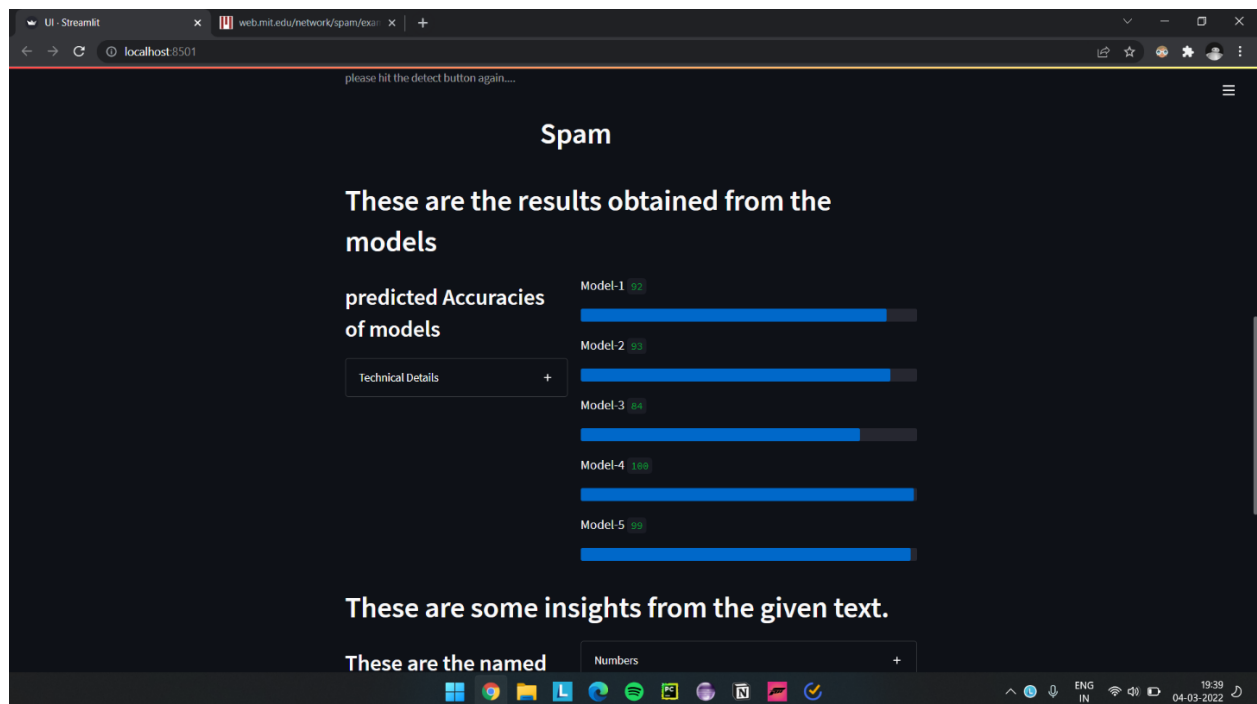 UI · Streamlit
web.mit.edu/network/spam/exar
localhost:8501
please hit the detect button again....
Spam
These are the results obtained from the
models
predicted Accuracies
of models
Technical Details
Model-1 92
Model-2 93
Model-3 84
Model-4 100
Model-5 99
These are some insights from the given text.
These are the named
Numbers
ENG
IN
19:39
04-03-2022